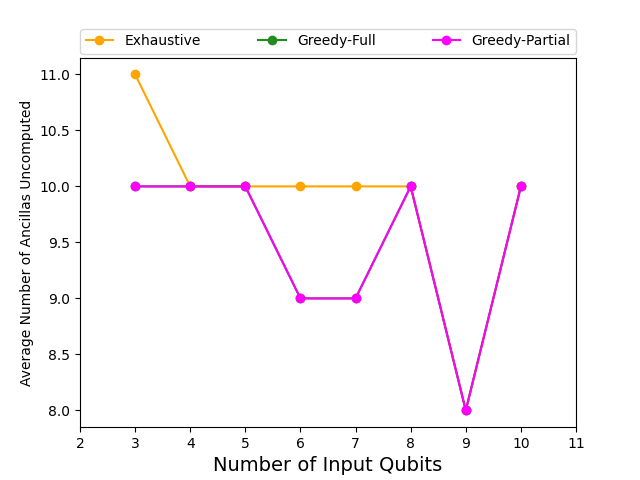 Exhaustive Greedy-Full Greedy-Partial
Average Number of Ancillas Uncomputed
11.0
10.5
10.0
9.5
9.0
8.5
8.0
2 3 4 5 6 7 8 9 10 11
Number of Input Qubits